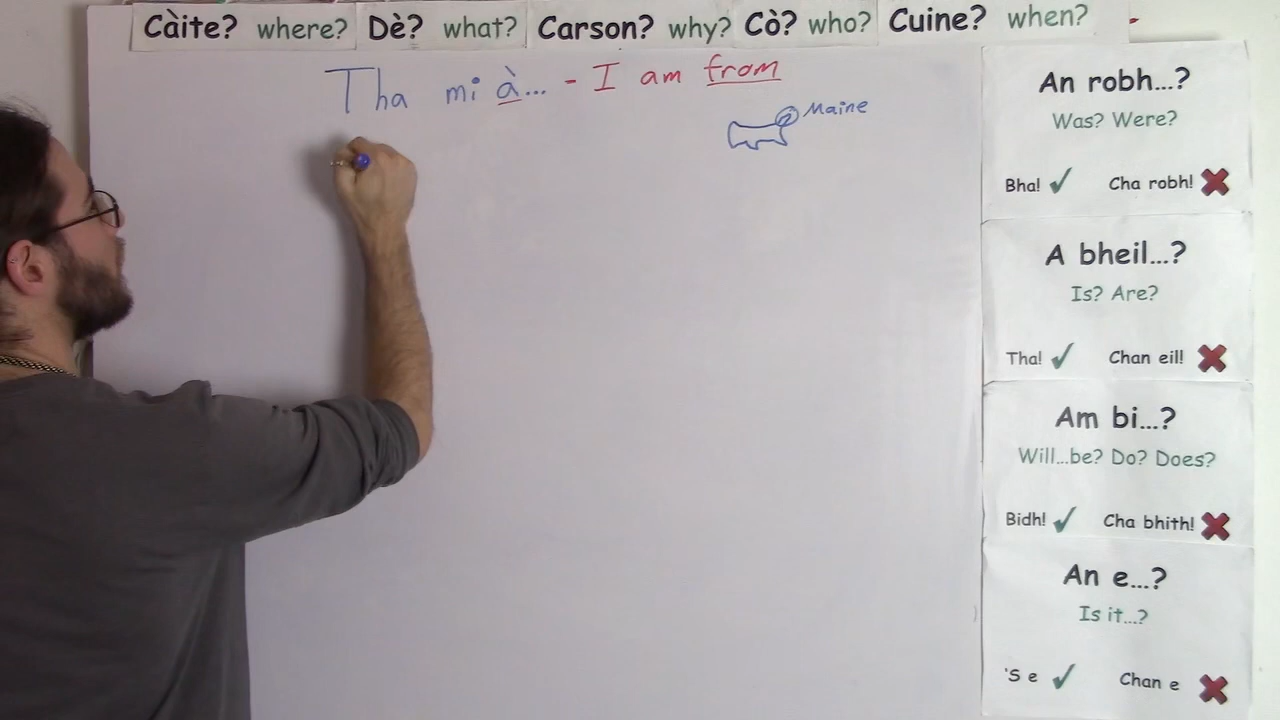 Càite? where? Dè? what? Carson? why? Cò? who? Cuine? when?
Tha mi à... - I am from
Maine
An robh...?
Was? Were?
Bha! ✓ Cha robh! ✗
A bheil...?
Is? Are?
Tha! ✓ Chan eil! ✗
Am bi...?
Will...be? Do? Does?
Bidh! ✓ Cha bhith! ✗
An e...?
Is it...?
'S e ✓ Chan e ✗